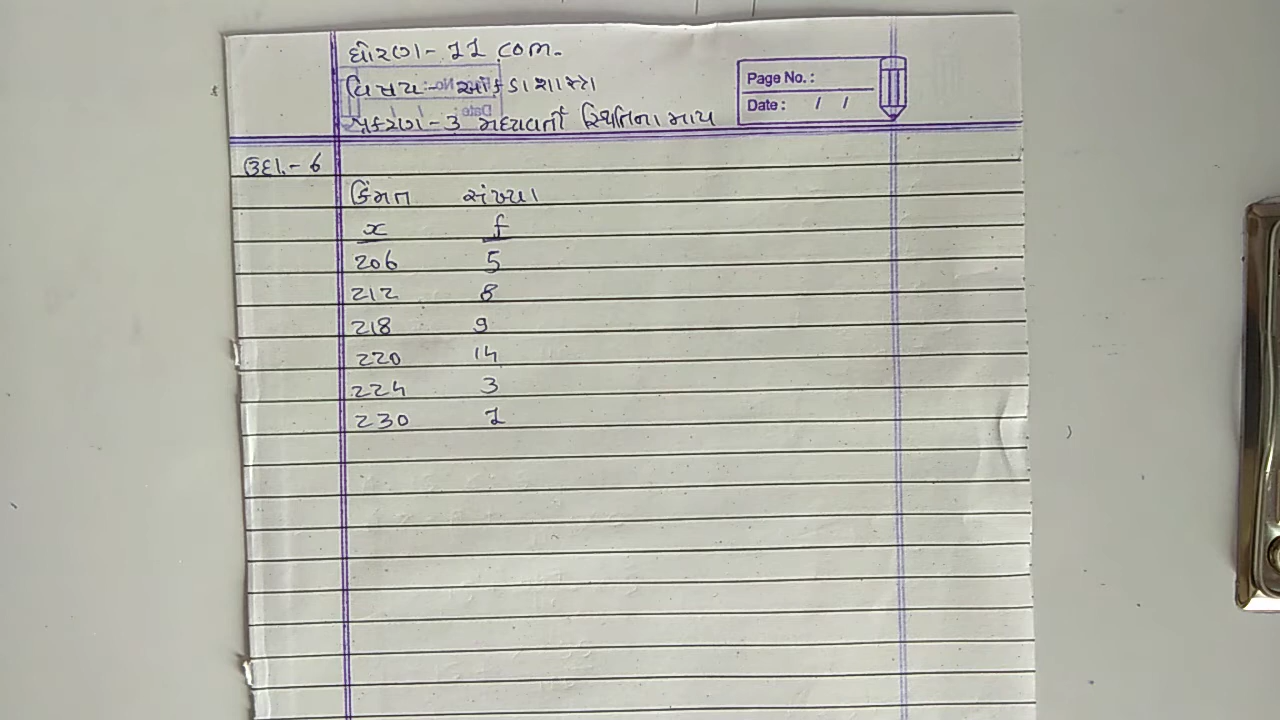 ધોરણ - 11 com.
વિષય:- આંકડાશાસ્ત્ર
પ્રકરણ - 3 મધ્યવર્તી સ્થિતિના માપ
Page No. :
Date : / /
ઉદા. - 6
કિંમત સંખ્યા
x f
206 5
212 8
218 9
220 14
224 3
230 1